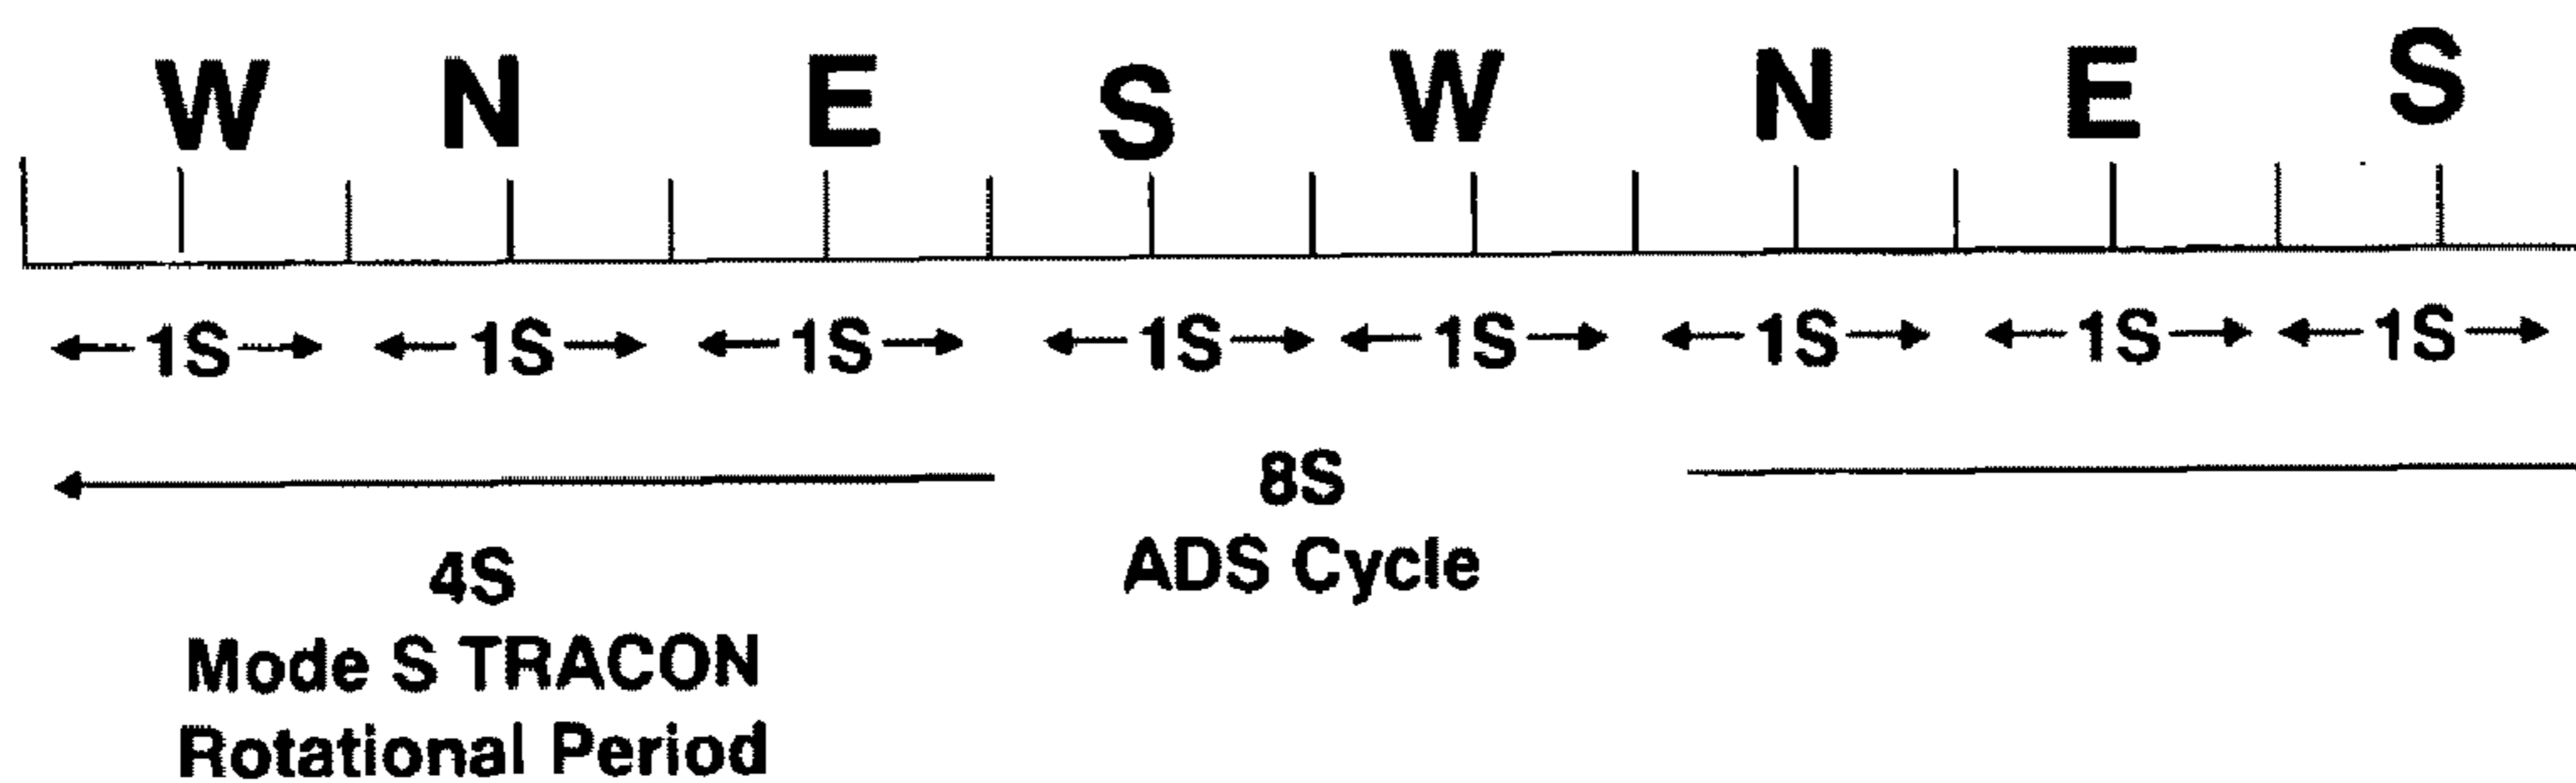 W N E S W N E S
1S 1S 1S 1S 1S 1S 1S 1S
8S
ADS Cycle
4S
Mode S TRACON
Rotational Period